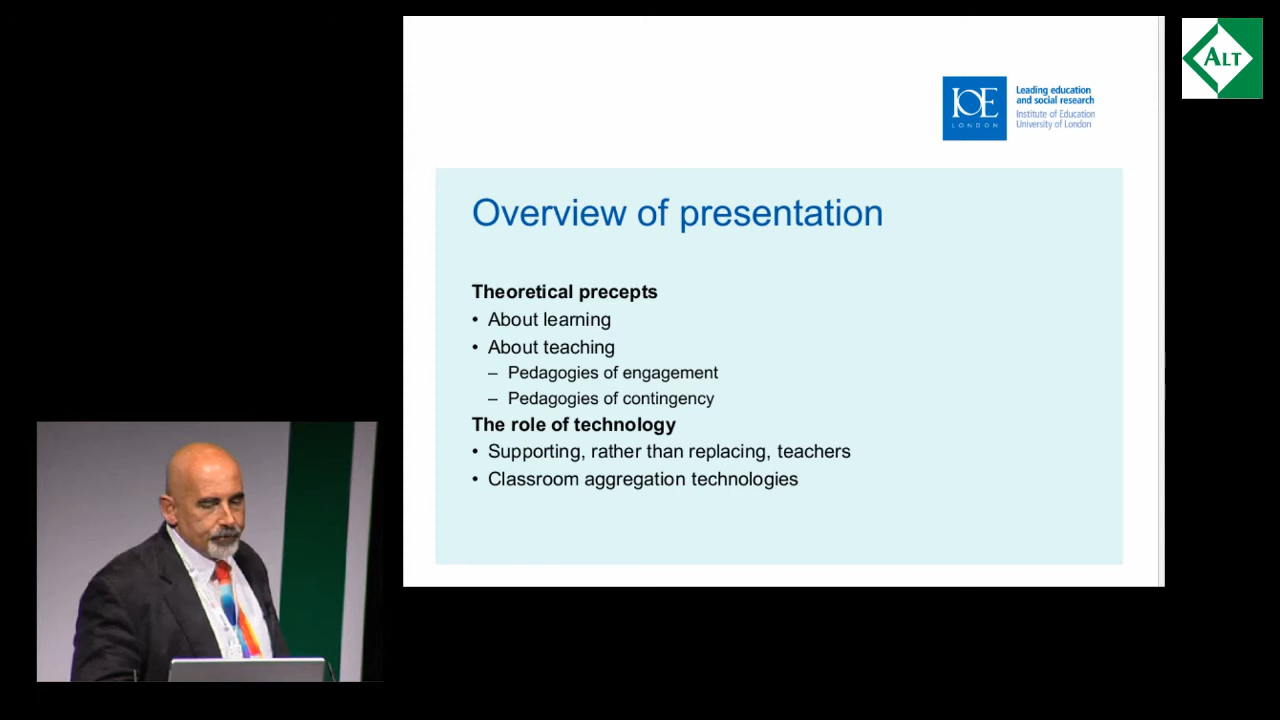 ALT
IOE
LONDON
Leading education
and social research
Institute of Education
University of London
Overview of presentation
Theoretical precepts
• About learning
• About teaching
– Pedagogies of engagement
– Pedagogies of contingency
The role of technology
• Supporting, rather than replacing, teachers
• Classroom aggregation technologies